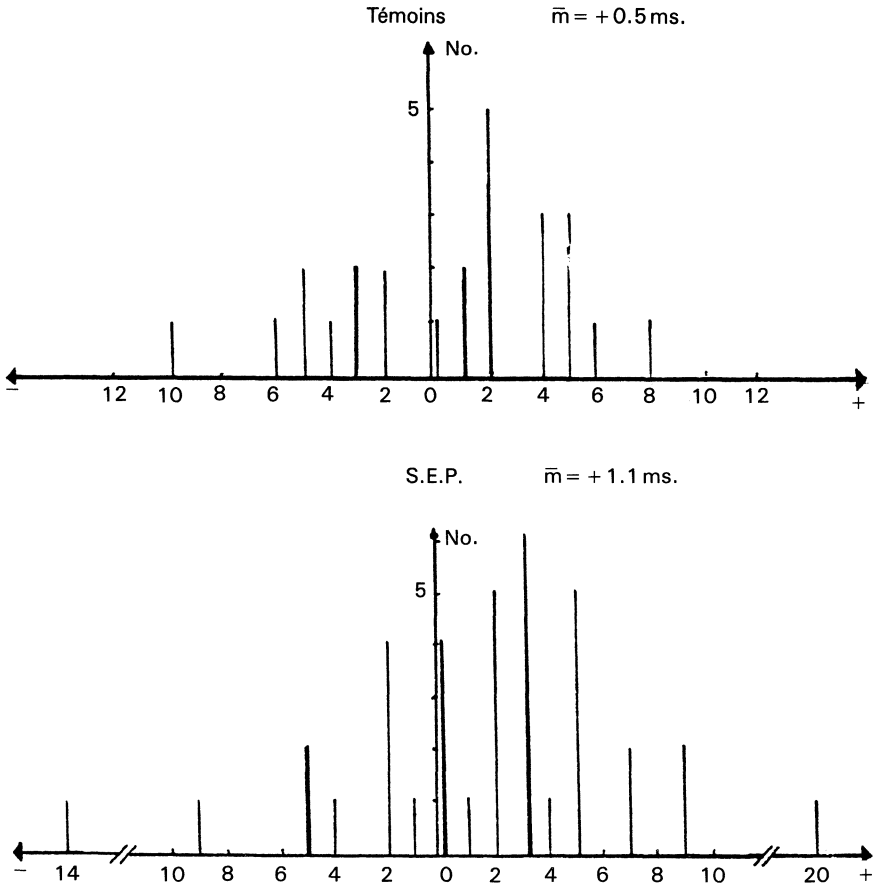 Témoins m̅ = + 0.5 ms.
No.
5
− 12 10 8 6 4 2 0 2 4 6 8 10 12 +
S.E.P. m̅ = + 1.1 ms.
No.
5
− 14 10 8 6 4 2 0 2 4 6 8 10 20 +